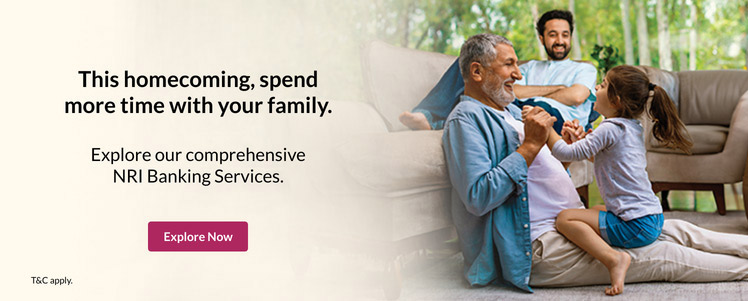 This homecoming, spend
more time with your family.
Explore our comprehensive
NRI Banking Services.
Explore Now
T&C apply.